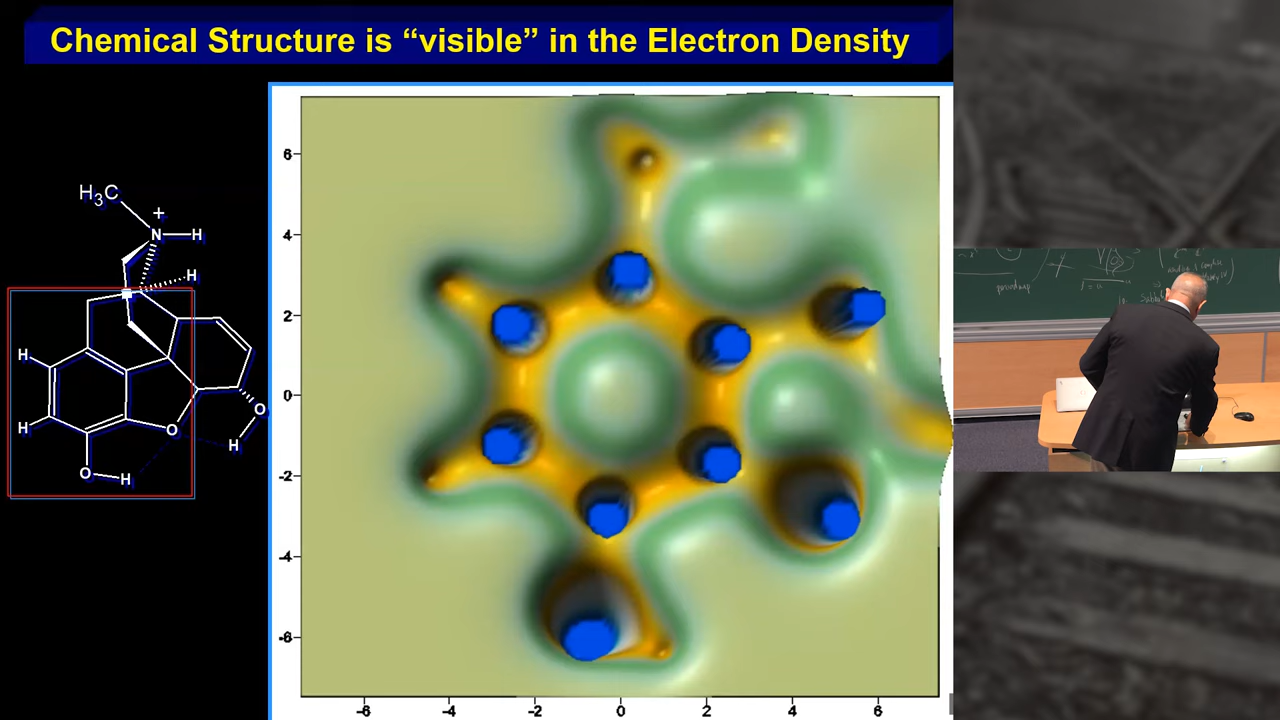 Chemical Structure is “visible” in the Electron Density
H₃C
+
N H
H
H
H
O
O
H
O H
6
4
2
0
-2
-4
-6
-6 -4 -2 0 2 4 6